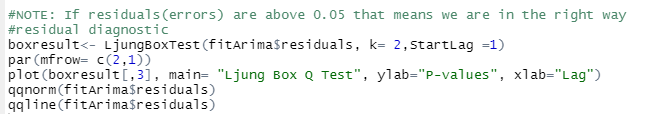 #NOTE: If residuals(errors) are above 0.05 that means we are in the right way
#residual diagnostic
boxresult<- LjungBoxTest(fitArima$residuals, k= 2,StartLag =1)
par(mfrow= c(2,1))
plot(boxresult[,3], main= "Ljung Box Q Test", ylab="P-values", xlab="Lag")
qqnorm(fitArima$residuals)
qqline(fitArima$residuals)